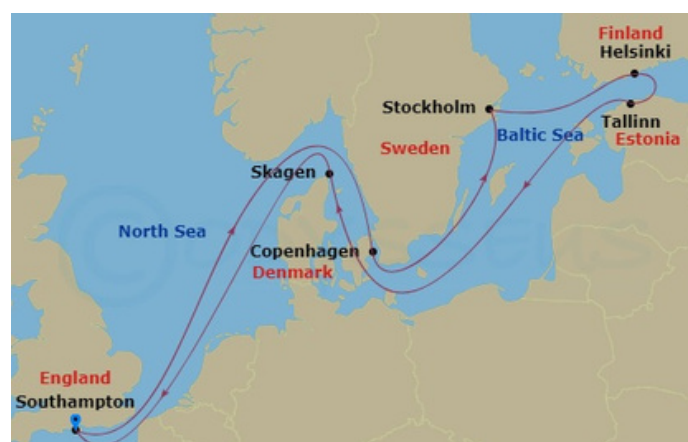 Finland
Helsinki
Stockholm
Tallinn
Baltic Sea
Estonia
Sweden
Skagen
North Sea
Copenhagen
Denmark
England
Southampton